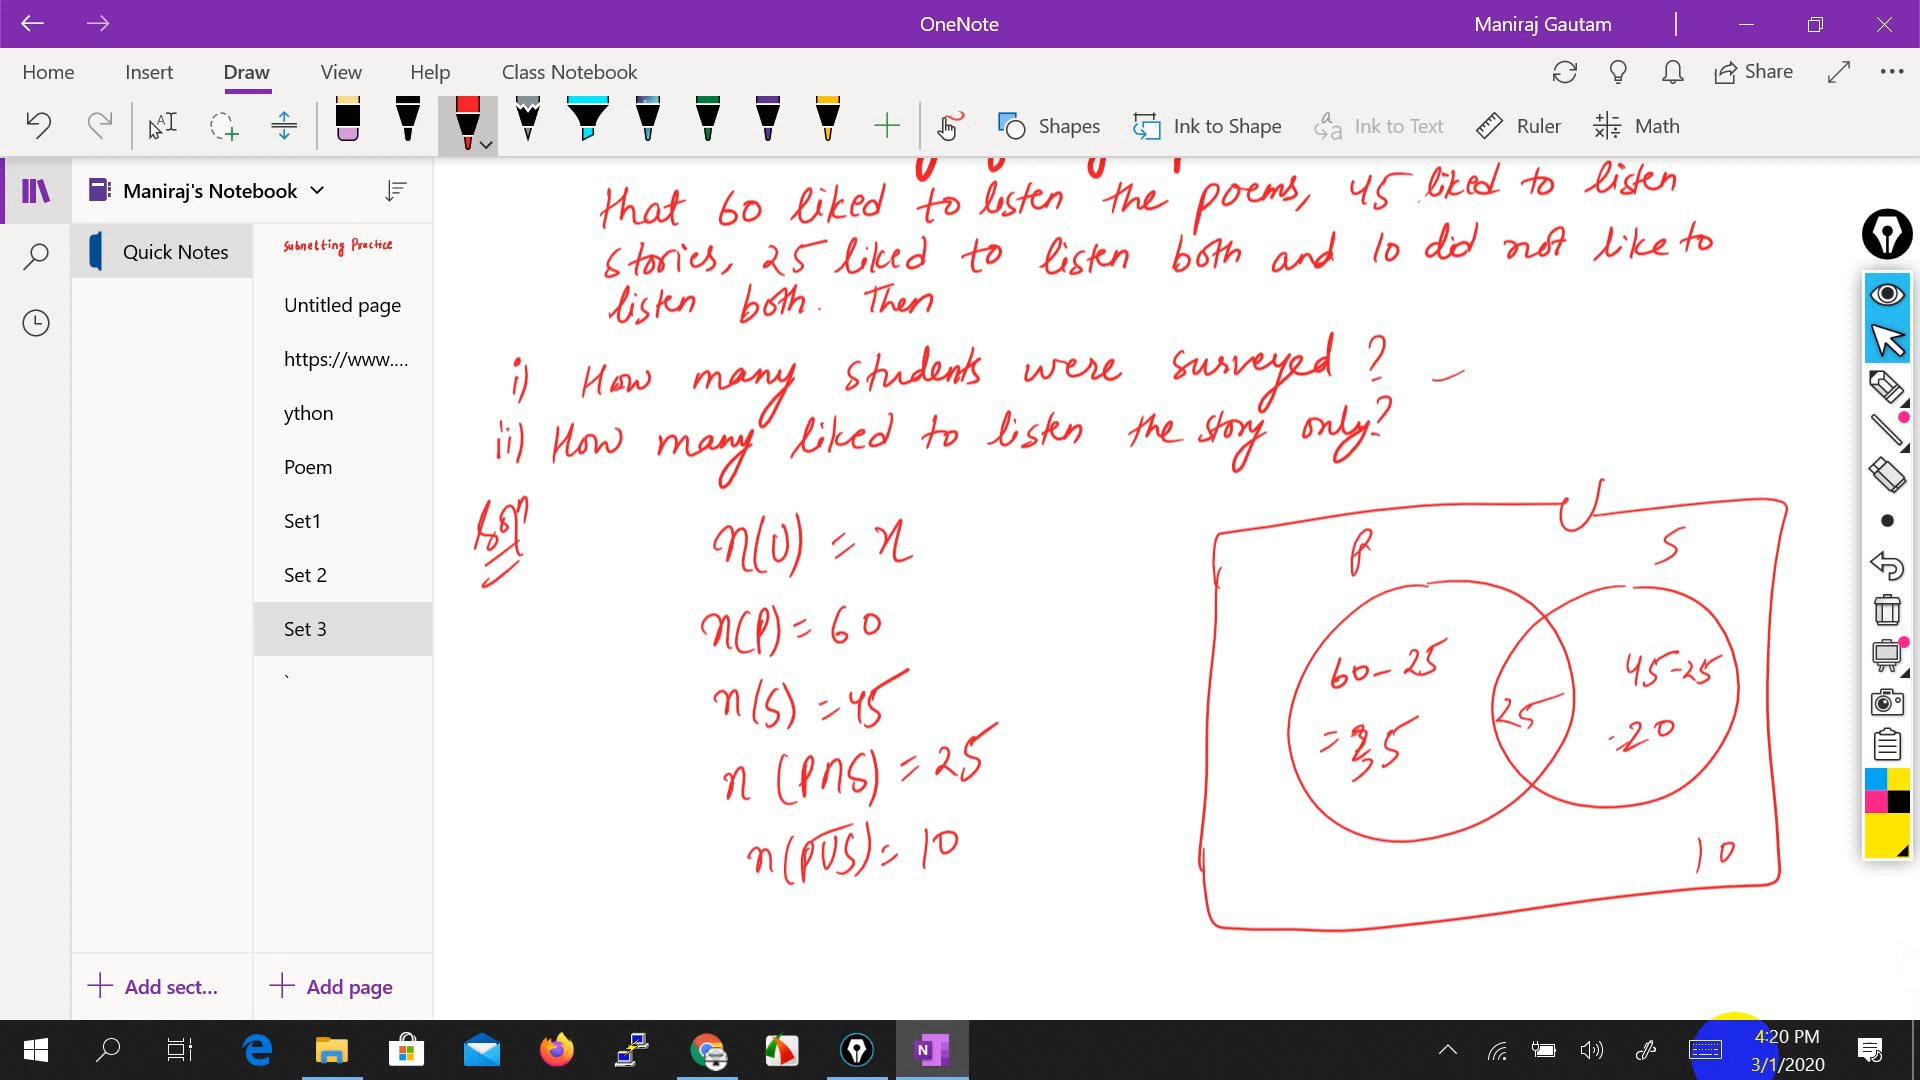 OneNote
Maniraj Gautam
Home Insert Draw View Help Class Notebook
Share
Shapes Ink to Shape Ink to Text Ruler Math
Maniraj's Notebook
Quick Notes
Subnetting Practice
Untitled page
https://www....
ython
Poem
Set1
Set 2
Set 3
`
Add sect...
Add page
that 60 liked to listen the poems, 45 liked to listen
stories, 25 liked to listen both and 10 did not like to
listen both. Then
i) How many students were surveyed ?
ii) How many liked to listen the story only?
Solⁿ
n(U) = x
n(P) = 60
n(S) = 45
n (P∩S) = 25
n(P̅U̅S̅) = 10
U
P S
60-25
= 35
25
45-25
-20
10
4:20 PM
3/1/2020